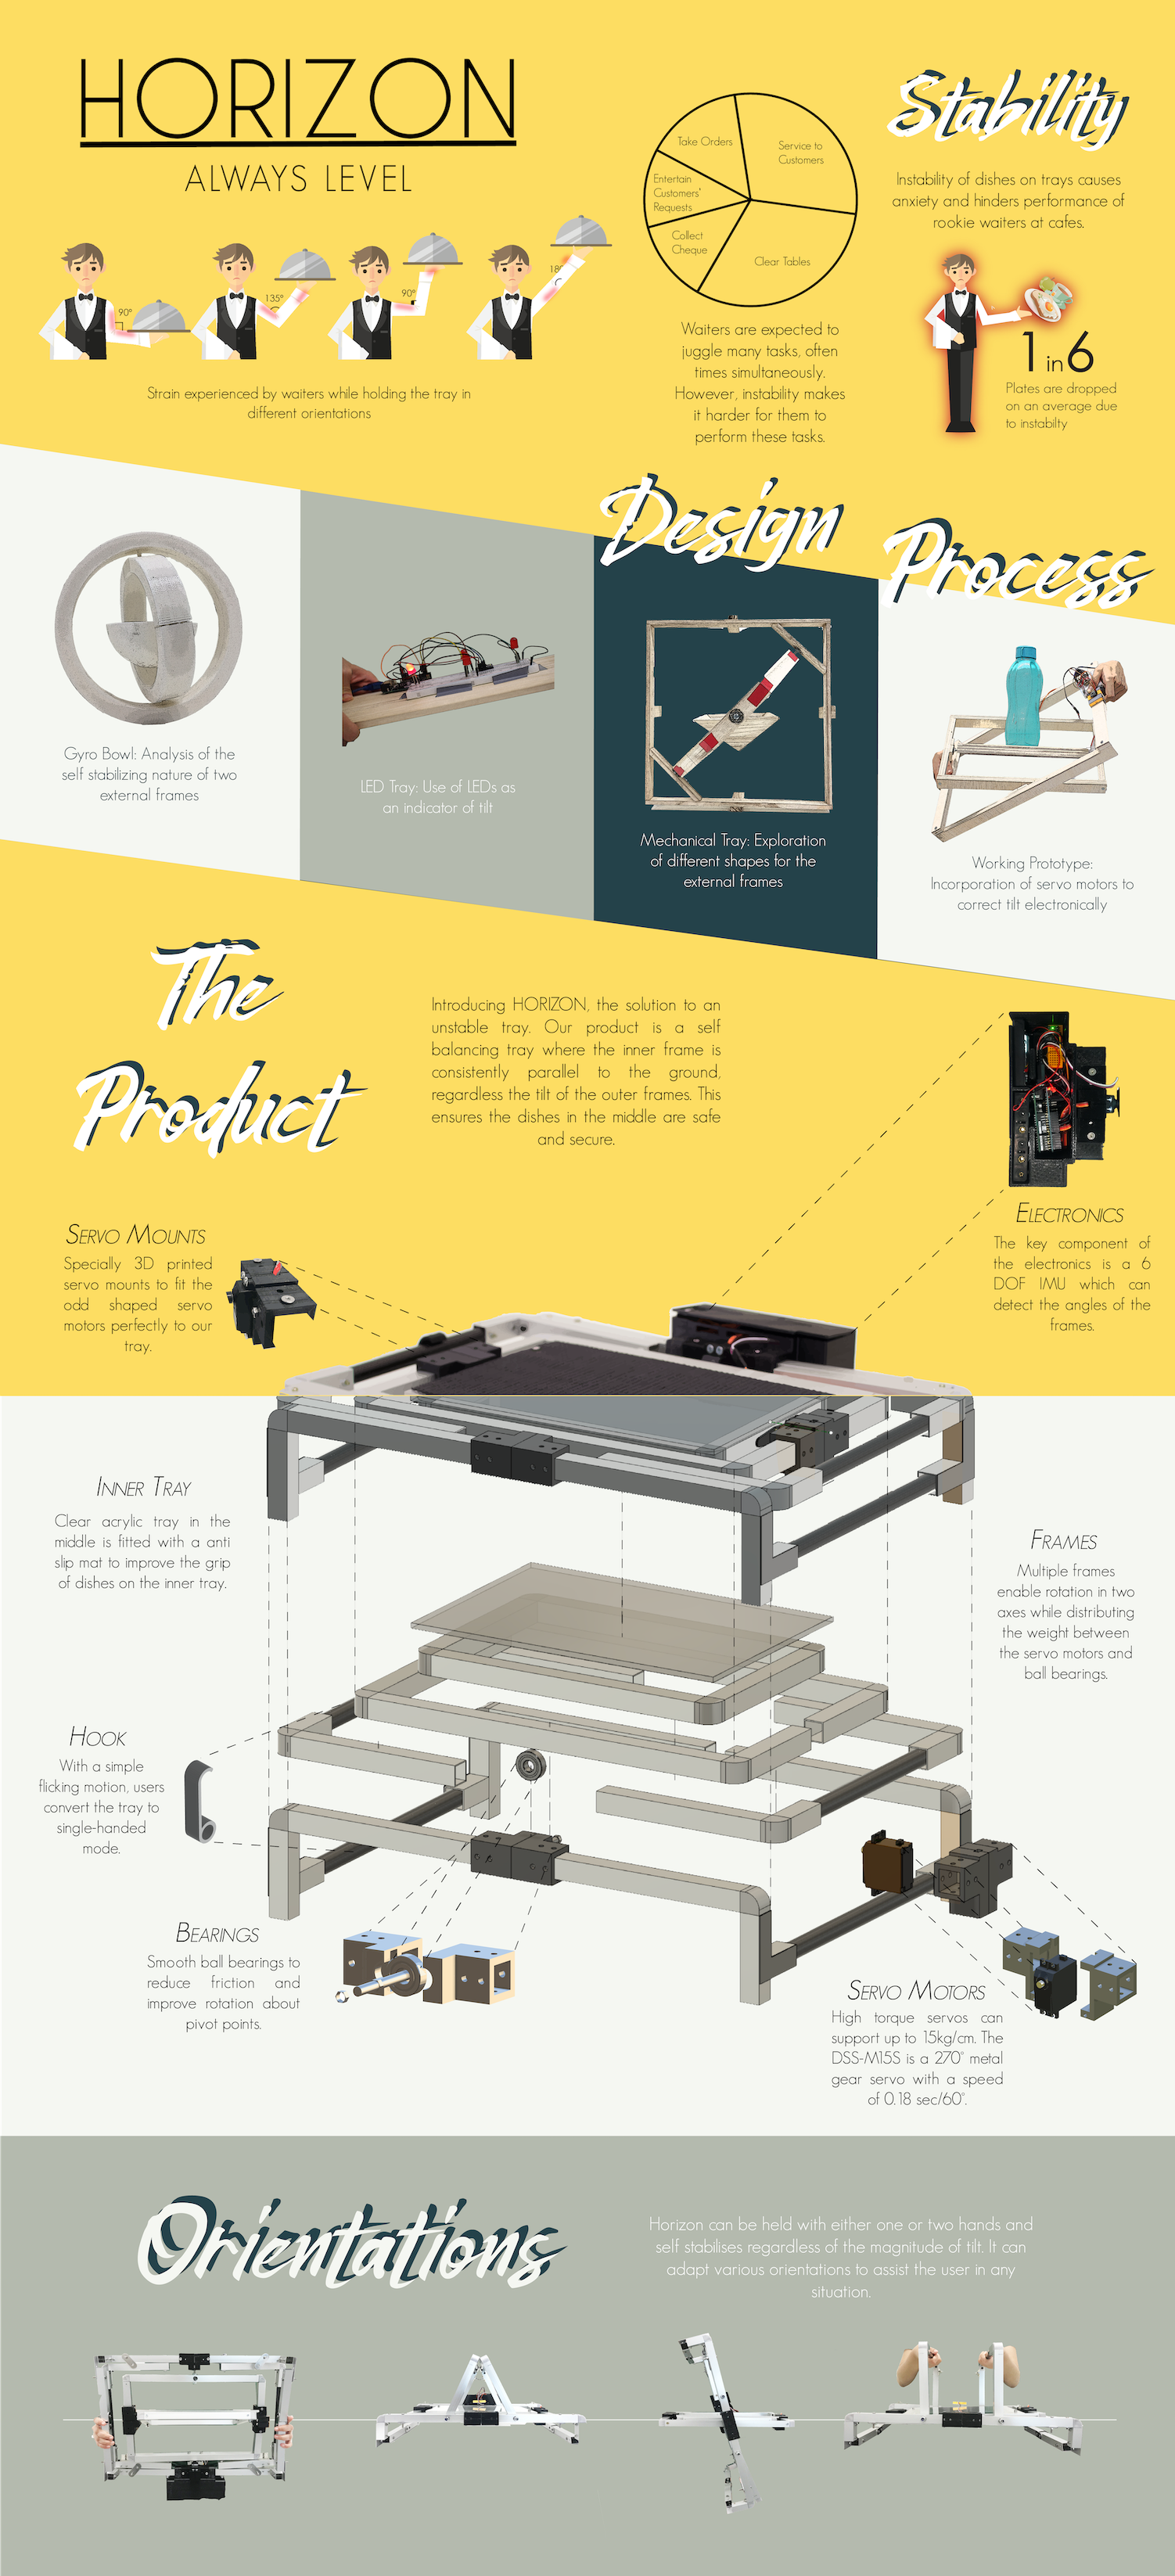 HORIZON
ALWAYS LEVEL
90°
135°
90°
Strain experienced by waiters while holding the tray in
different orientations
Take Orders
Service to
Customers
Entertain
Customers'
Requests
Collect
Cheque
Clear Tables
Waiters are expected to
juggle many tasks, often
times simultaneously.
However, instability makes
it harder for them to
perform these tasks.
Stability
Instability of dishes on trays causes
anxiety and hinders performance of
rookie waiters at cafes.
1 in 6
Plates are dropped
on an average due
to instabilty
Design
Process
Gyro Bowl: Analysis of the
self stabilizing nature of two
external frames
LED Tray: Use of LEDs as
an indicator of tilt
Mechanical Tray: Exploration
of different shapes for the
external frames
Working Prototype:
Incorporation of servo motors to
correct tilt electronically
The
Product
Introducing HORIZON, the solution to an
unstable tray. Our product is a self
balancing tray where the inner frame is
consistently parallel to the ground,
regardless the tilt of the outer frames. This
ensures the dishes in the middle are safe
and secure.
SERVO MOUNTS
Specially 3D printed
servo mounts to fit the
odd shaped servo
motors perfectly to our
tray.
ELECTRONICS
The key component of
the electronics is a 6
DOF IMU which can
detect the angles of the
frames.
INNER TRAY
Clear acrylic tray in the
middle is fitted with a anti
slip mat to improve the grip
of dishes on the inner tray.
FRAMES
Multiple frames
enable rotation in two
axes while distributing
the weight between
the servo motors and
ball bearings.
HOOK
With a simple
flicking motion, users
convert the tray to
single-handed
mode.
BEARINGS
Smooth ball bearings to
reduce friction and
improve rotation about
pivot points.
SERVO MOTORS
High torque servos can
support up to 15kg/cm. The
DSS-M15S is a 270° metal
gear servo with a speed
of 0.18 sec/60°.
Orientations
Horizon can be held with either one or two hands and
self stabilises regardless of the magnitude of tilt. It can
adapt various orientations to assist the user in any
situation.